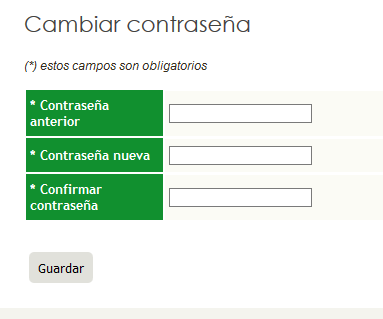 Cambiar contraseña
(*) estos campos son obligatorios
* Contraseña
anterior
* Contraseña nueva
* Confirmar
contraseña
Guardar